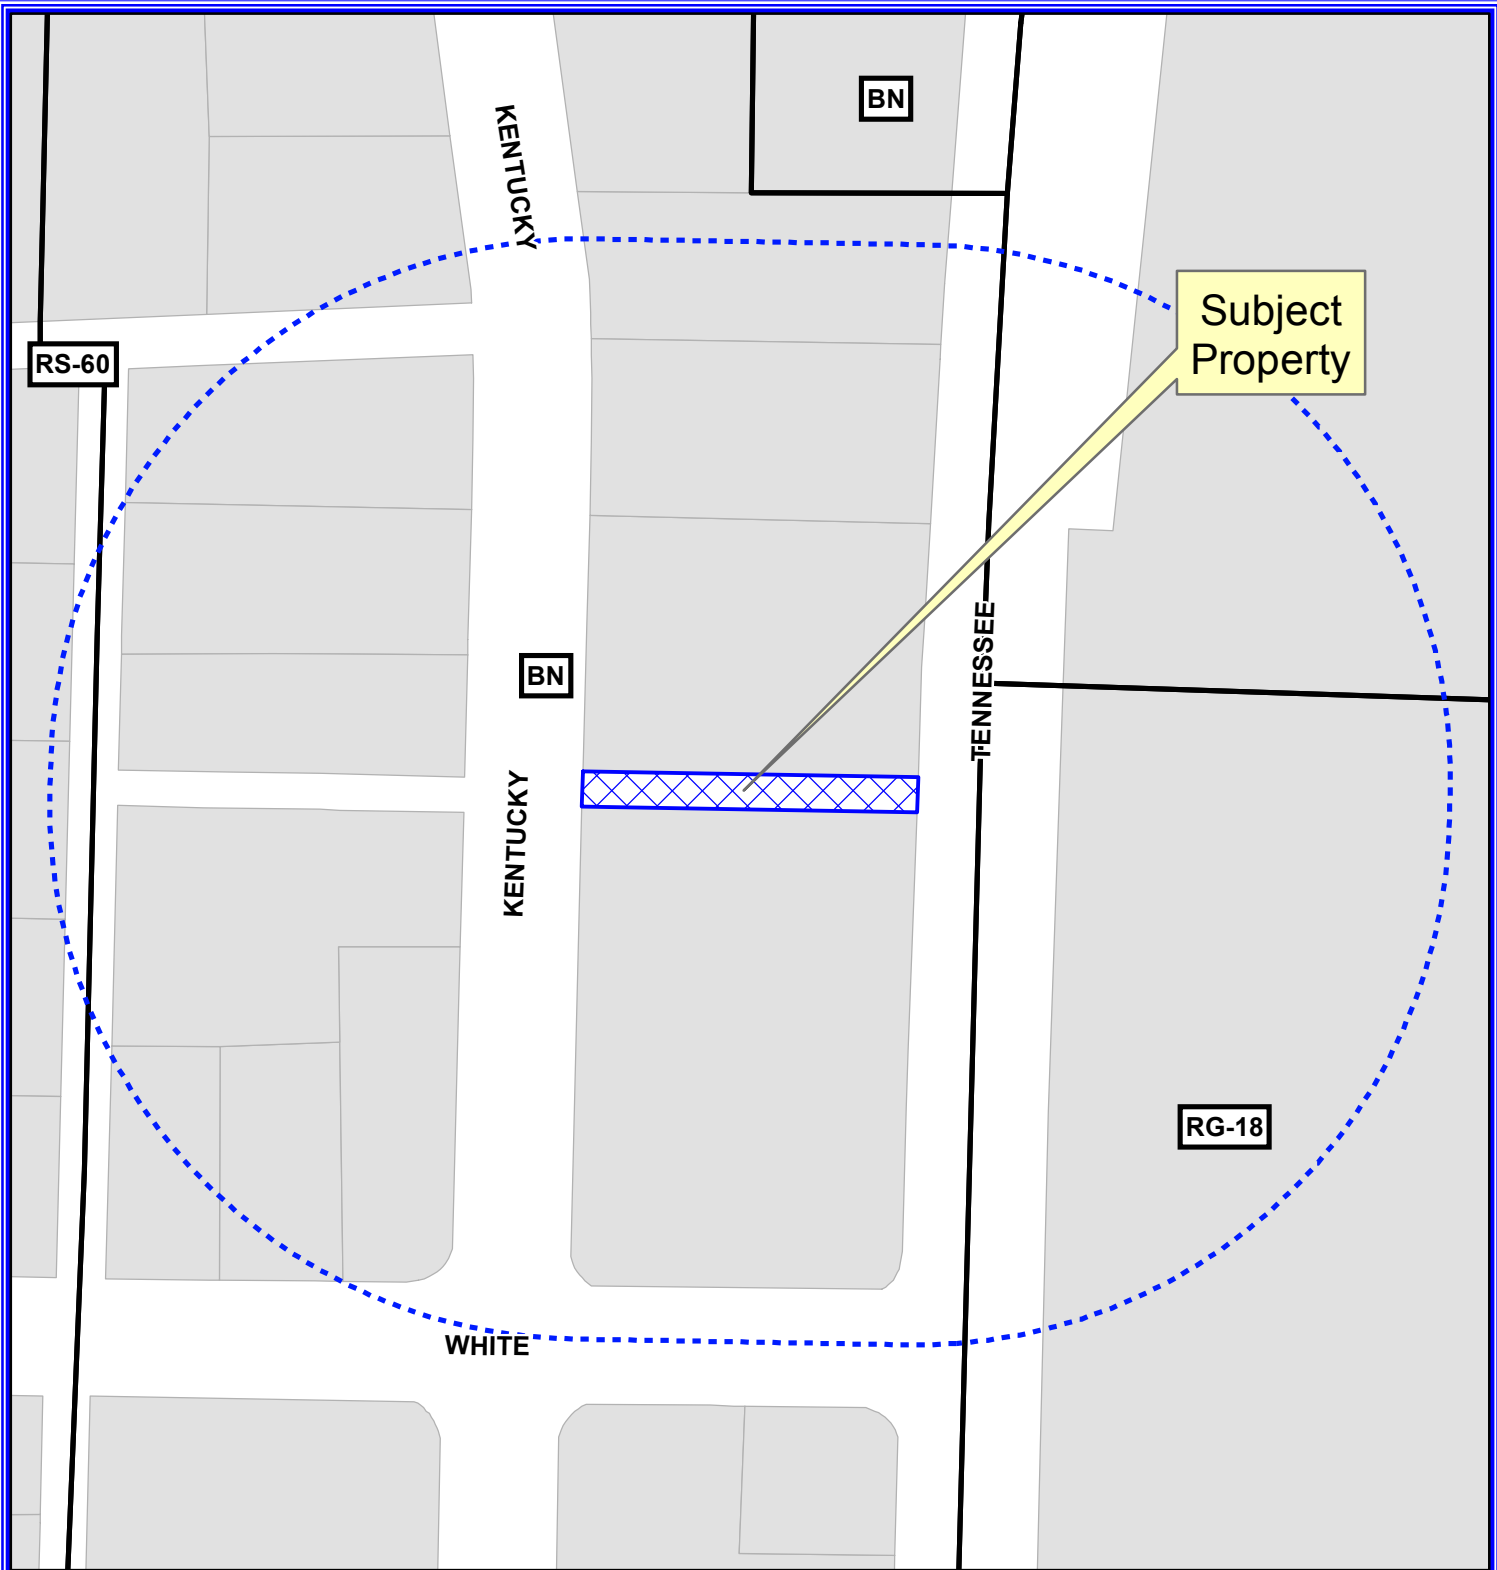 BN
KENTUCKY
Subject
Property
RS-60
TENNESSEE
BN
KENTUCKY
RG-18
WHITE